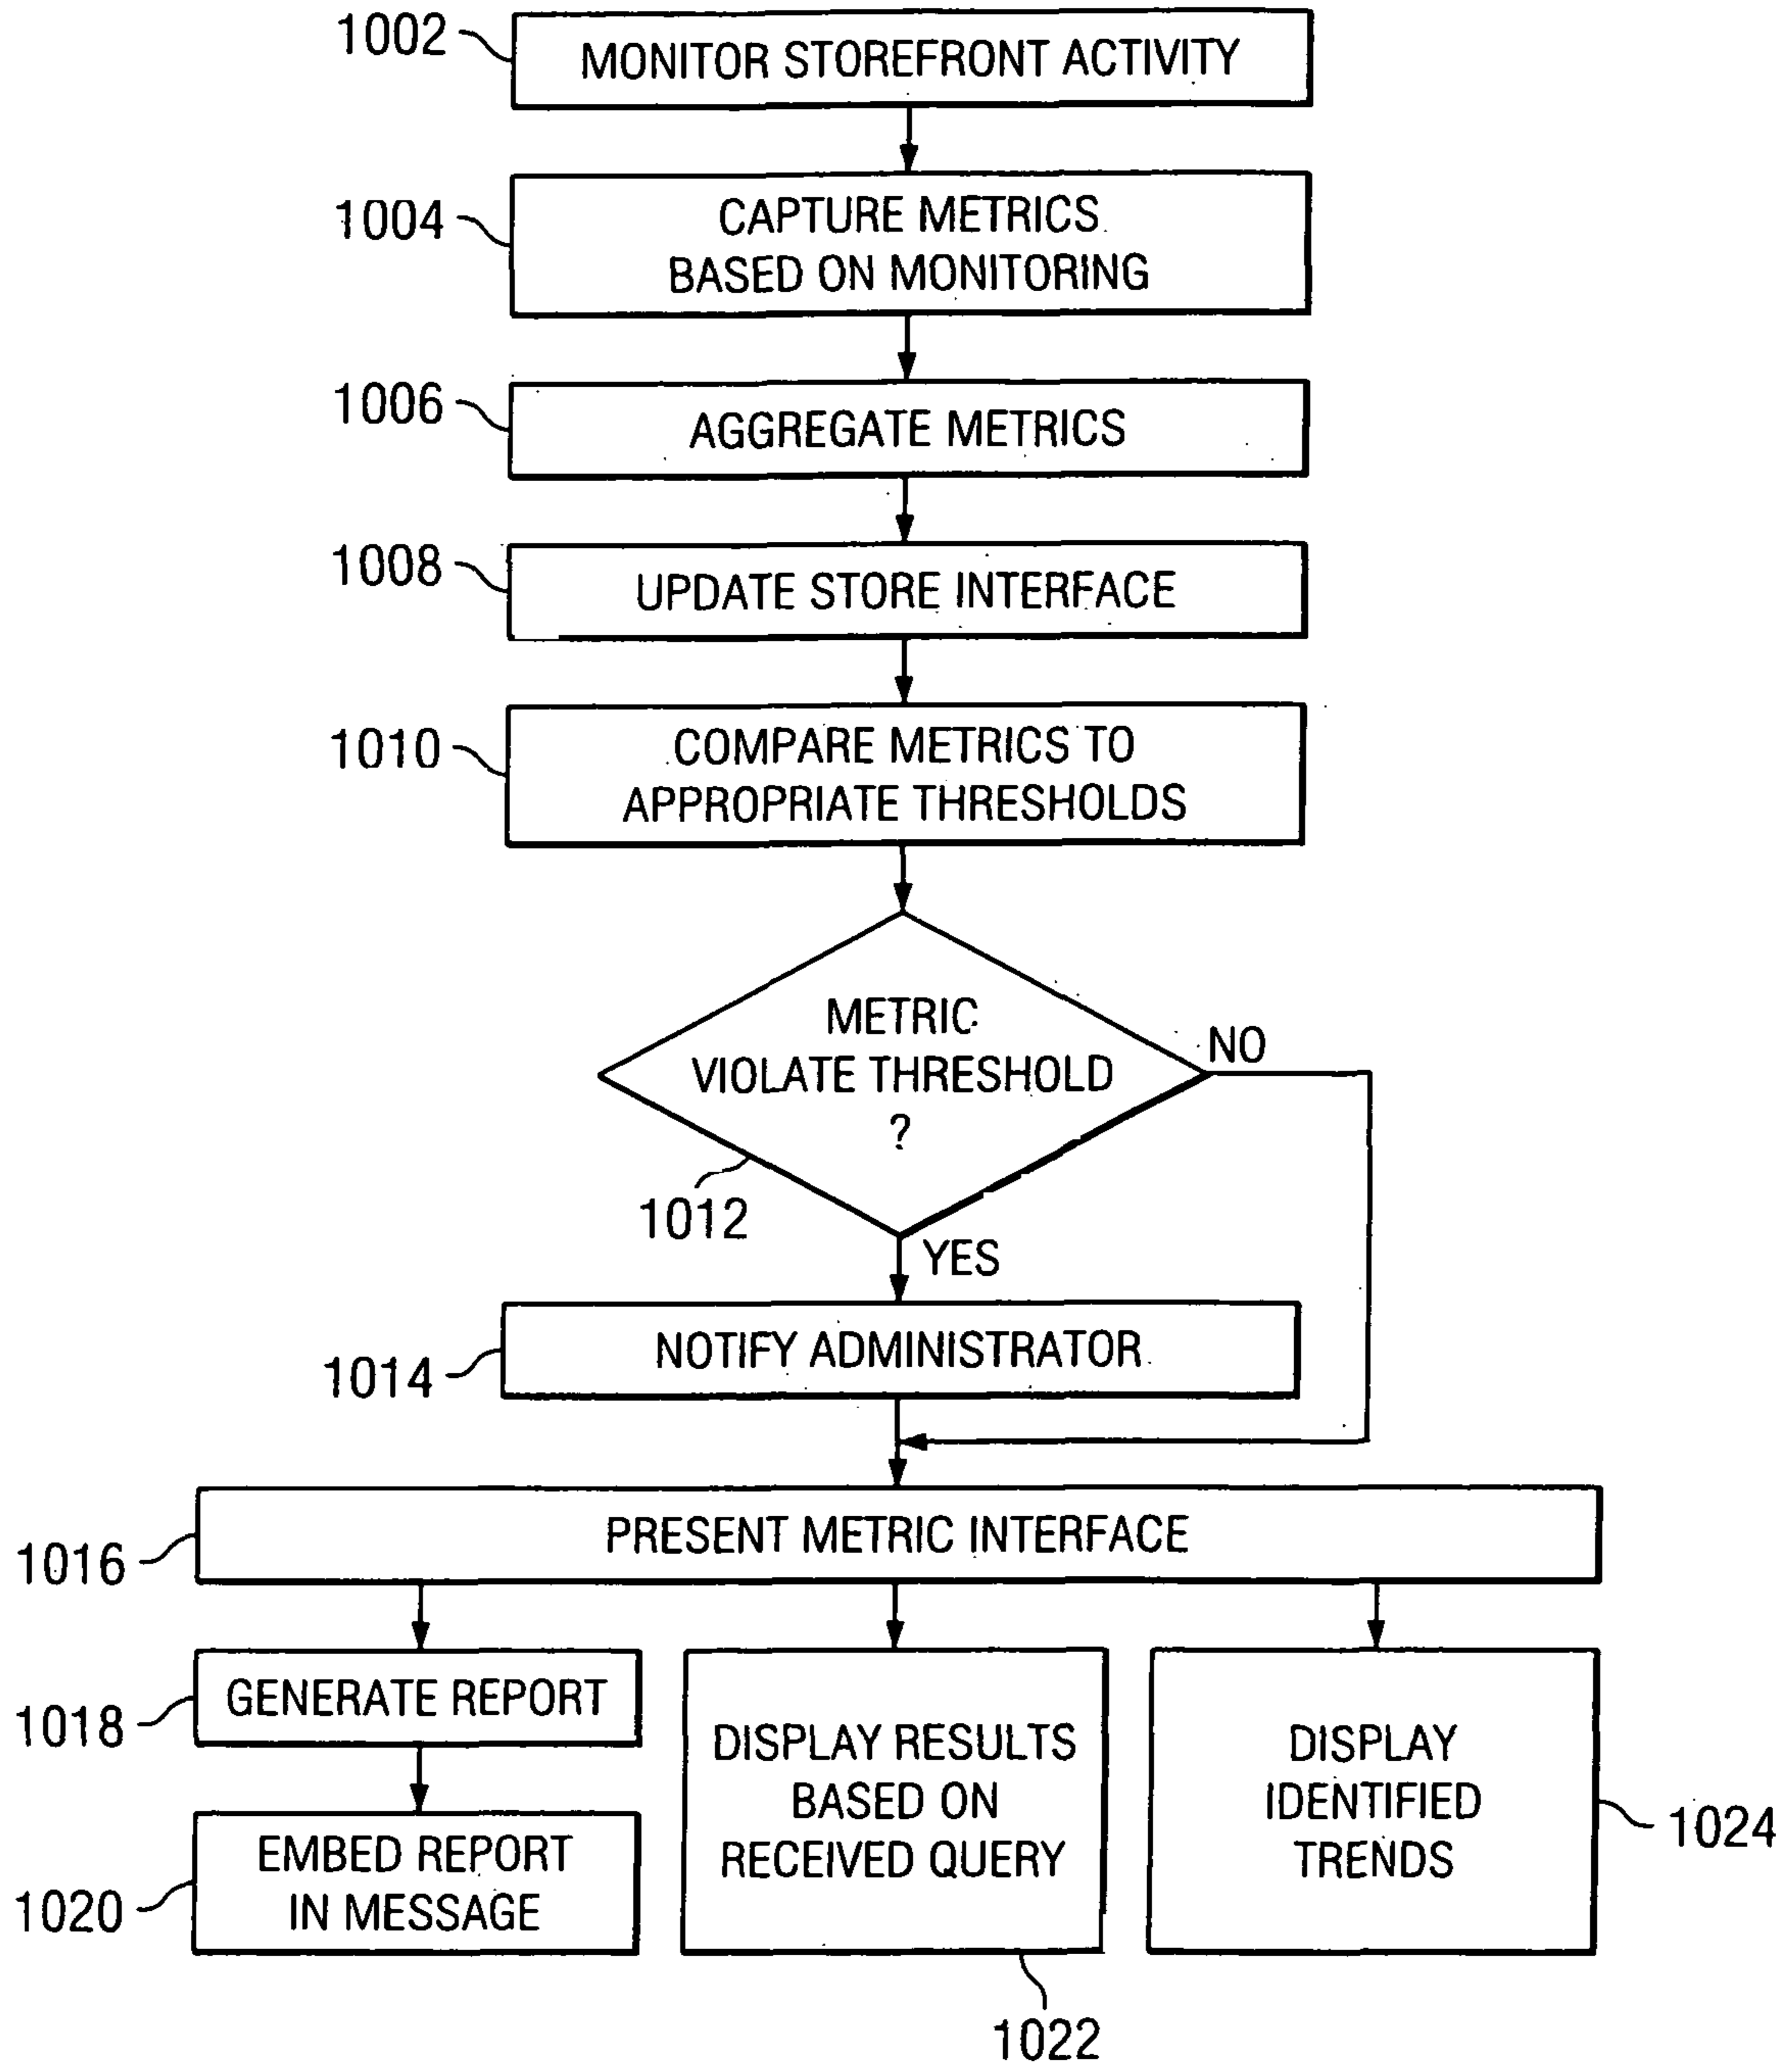 1002
MONITOR STOREFRONT ACTIVITY
1004
CAPTURE METRICS
BASED ON MONITORING
1006
AGGREGATE METRICS
1008
UPDATE STORE INTERFACE
1010
COMPARE METRICS TO
APPROPRIATE THRESHOLDS
METRIC
VIOLATE THRESHOLD
?
NO
1012
YES
1014
NOTIFY ADMINISTRATOR
1016
PRESENT METRIC INTERFACE
1018
GENERATE REPORT
1020
EMBED REPORT
IN MESSAGE
DISPLAY RESULTS
BASED ON
RECEIVED QUERY
1022
DISPLAY
IDENTIFIED
TRENDS
1024